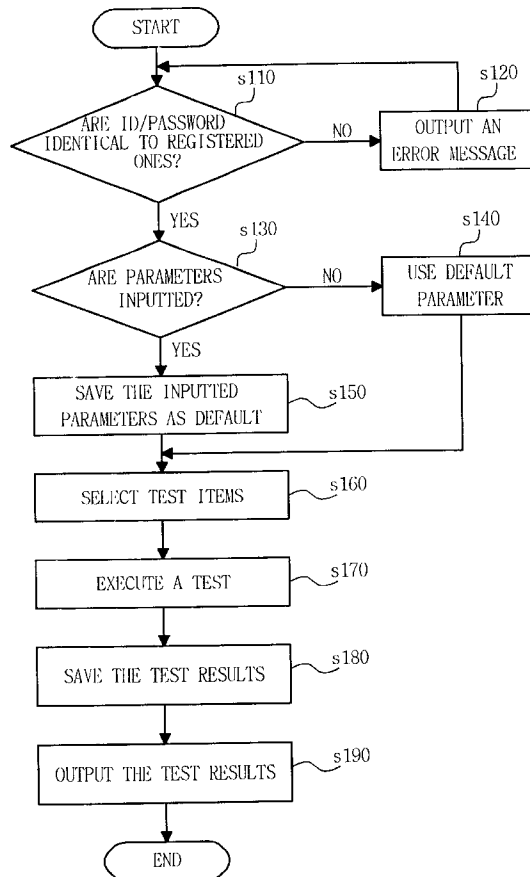 START
s110
s120
ARE ID/PASSWORD
IDENTICAL TO REGISTERED
ONES?
NO
OUTPUT AN
ERROR MESSAGE
YES
s130
s140
ARE PARAMETERS
INPUTTED?
NO
USE DEFAULT
PARAMETER
YES
SAVE THE INPUTTED
PARAMETERS AS DEFAULT
s150
SELECT TEST ITEMS
s160
EXECUTE A TEST
s170
SAVE THE TEST RESULTS
s180
OUTPUT THE TEST RESULTS
s190
END